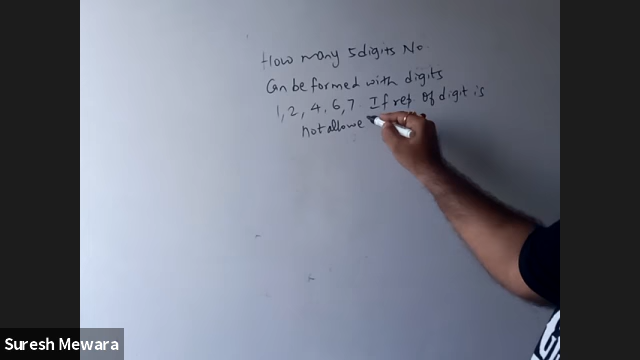 How many 5digits No.
Can be formed with digits
1, 2, 4, 6, 7 If rep. of digit is
not allowe
Suresh Mewara